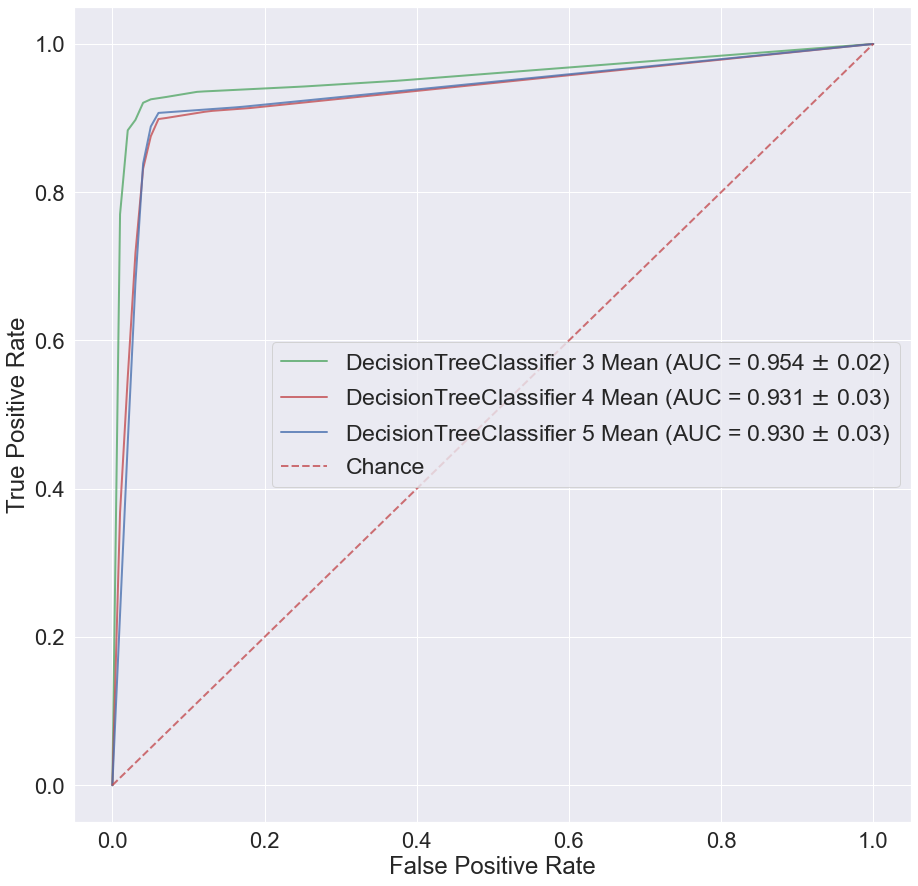 1.0
0.8
0.6
0.4
0.2
0.0
True Positive Rate
DecisionTreeClassifier 3 Mean (AUC = 0.954 ± 0.02)
DecisionTreeClassifier 4 Mean (AUC = 0.931 ± 0.03)
DecisionTreeClassifier 5 Mean (AUC = 0.930 ± 0.03)
Chance
0.0 0.2 0.4 0.6 0.8 1.0
False Positive Rate